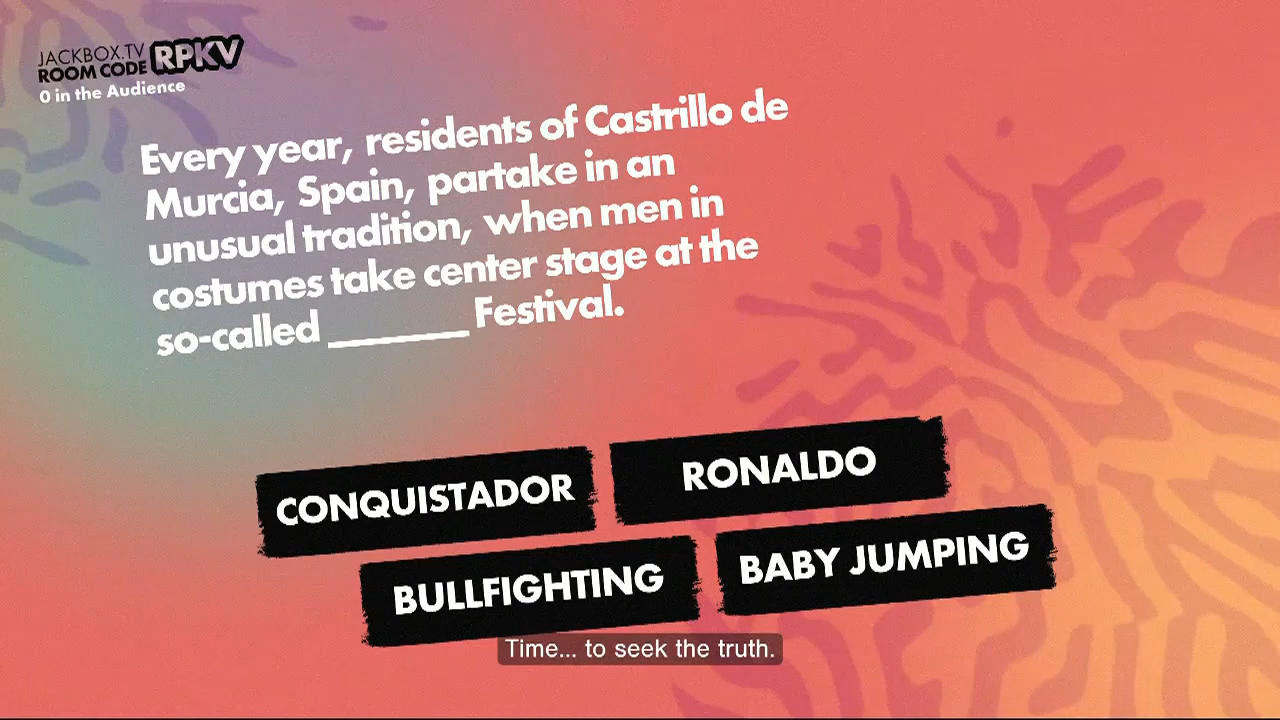 JACKBOX.TV
ROOM CODE RPKV
0 in the Audience
Every year, residents of Castrillo de
Murcia, Spain, partake in an
unusual tradition, when men in
costumes take center stage at the
so-called _______ Festival.
CONQUISTADOR
RONALDO
BULLFIGHTING
BABY JUMPING
Time... to seek the truth.